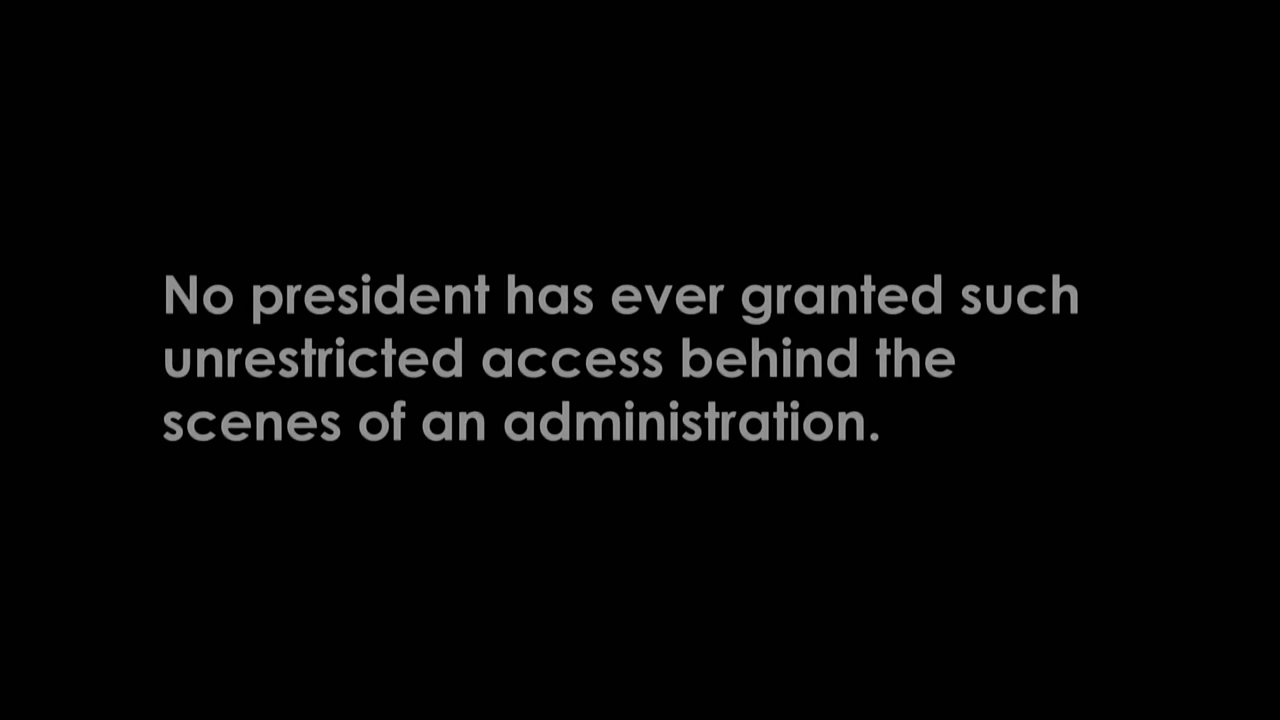 No president has ever granted such
unrestricted access behind the
scenes of an administration.